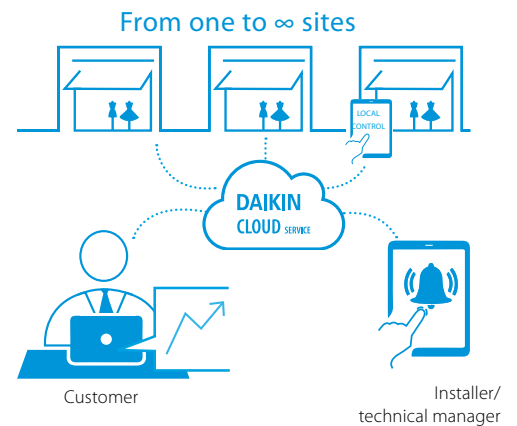 From one to ∞ sites
LOCAL
CONTROL
DAIKIN
CLOUD SERVICE
Customer
Installer/
technical manager